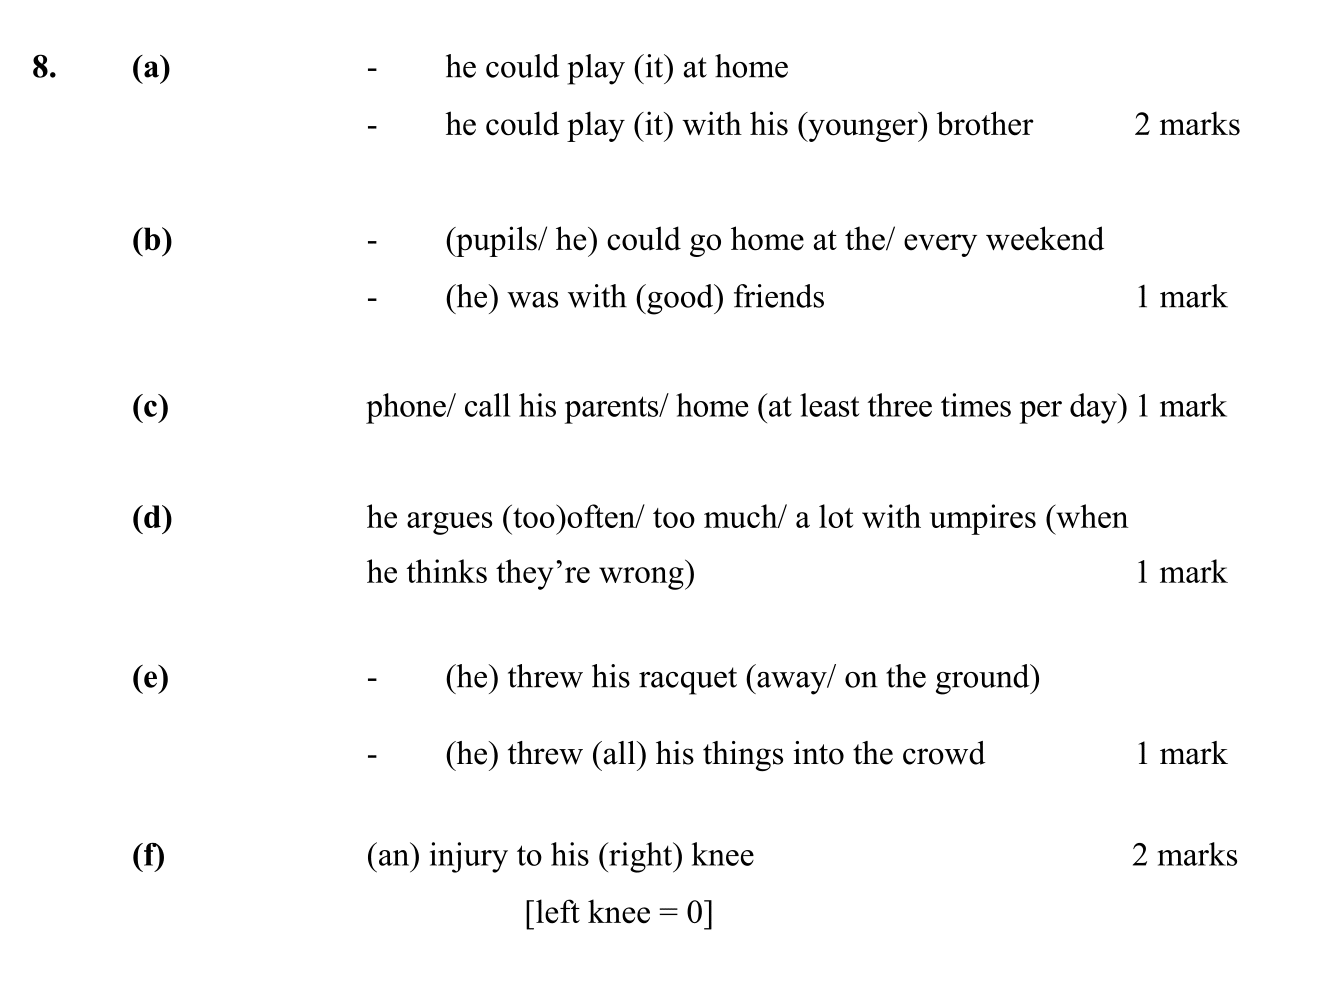 8. (a) - he could play (it) at home
- he could play (it) with his (younger) brother 2 marks
(b) - (pupils/ he) could go home at the/ every weekend
- (he) was with (good) friends 1 mark
(c) phone/ call his parents/ home (at least three times per day) 1 mark
(d) he argues (too)often/ too much/ a lot with umpires (when
he thinks they’re wrong) 1 mark
(e) - (he) threw his racquet (away/ on the ground)
- (he) threw (all) his things into the crowd 1 mark
(f) (an) injury to his (right) knee 2 marks
[left knee = 0]